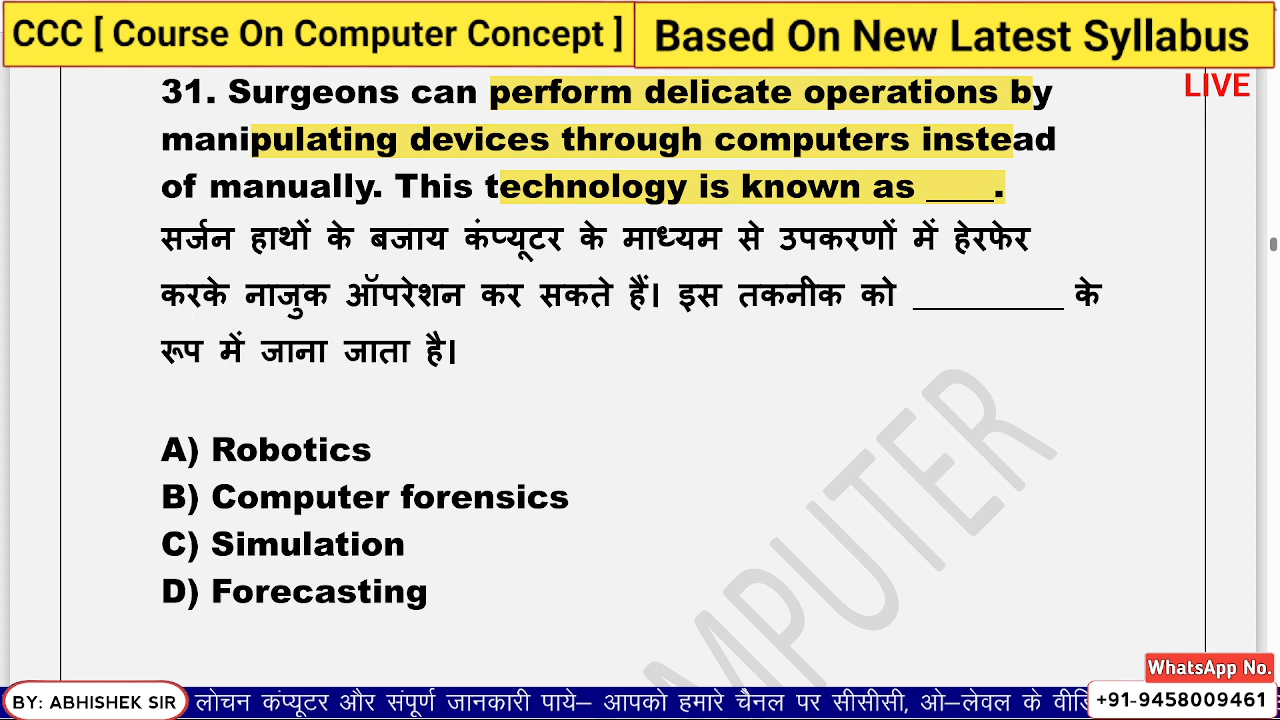 CCC [ Course On Computer Concept ]
Based On New Latest Syllabus
LIVE
31. Surgeons can perform delicate operations by
manipulating devices through computers instead
of manually. This technology is known as ____.
सर्जन हाथों के बजाय कंप्यूटर के माध्यम से उपकरणों में हेरफेर
करके नाजुक ऑपरेशन कर सकते हैं। इस तकनीक को _________ के
रूप में जाना जाता है।
A) Robotics
B) Computer forensics
C) Simulation
D) Forecasting
MPUTER
WhatsApp No.
BY: ABHISHEK SIR
लोचन कंप्यूटर और संपूर्ण जानकारी पाये– आपको हमारे चैनल पर सीसीसी, ओ–लेवल के
+91-9458009461